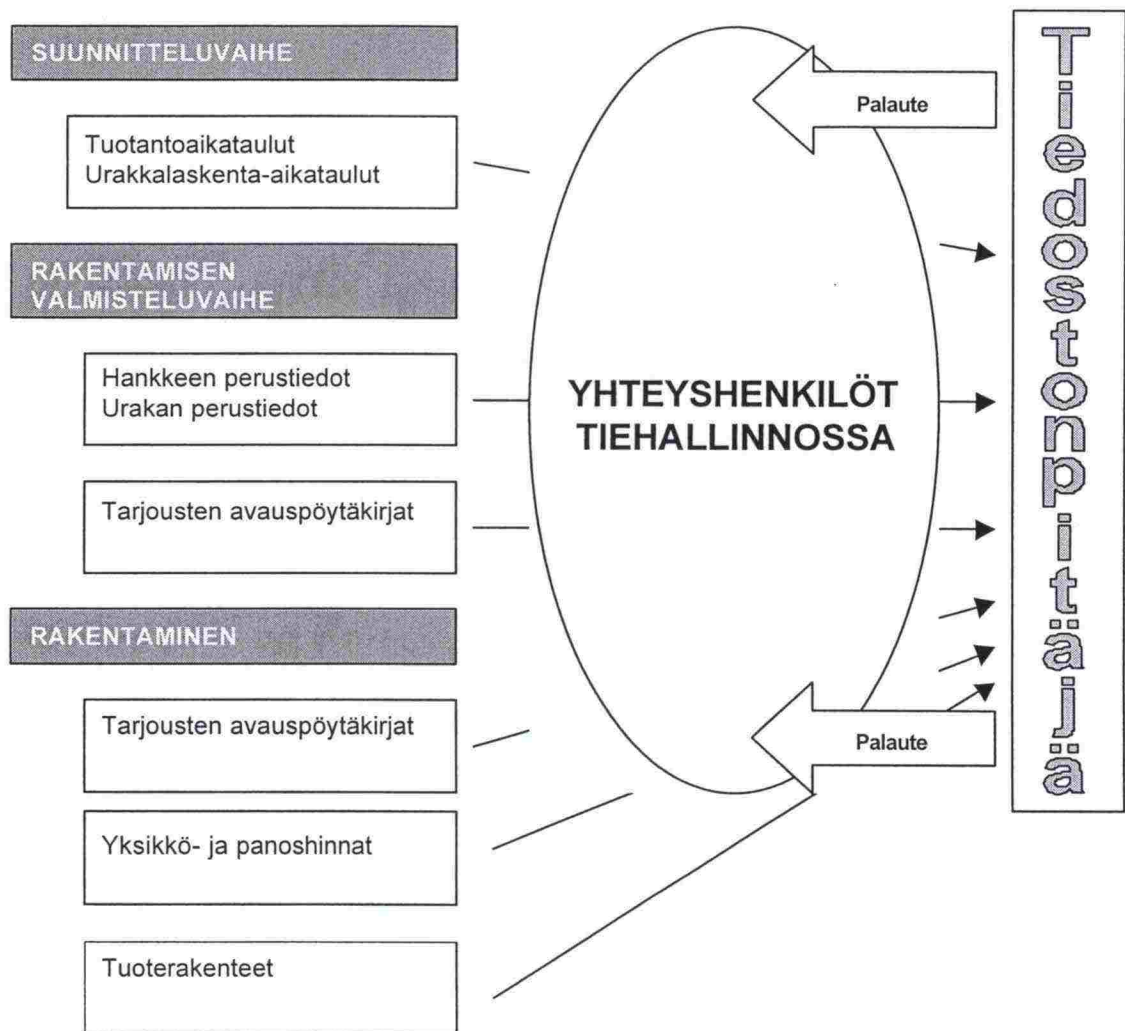 SUUNNITTELUVAIHE
Tuotantoaikataulut
Urakkalaskenta-aikataulut
RAKENTAMISEN
VALMISTELUVAIHE
Hankkeen perustiedot
Urakan perustiedot
Tarjousten avauspöytäkirjat
RAKENTAMINEN
Tarjousten avauspöytäkirjat
Yksikkö- ja panoshinnat
Tuoterakenteet
YHTEYSHENKILÖT
TIEHALLINNOSSA
Palaute
Palaute
Tiedostonpitäjä